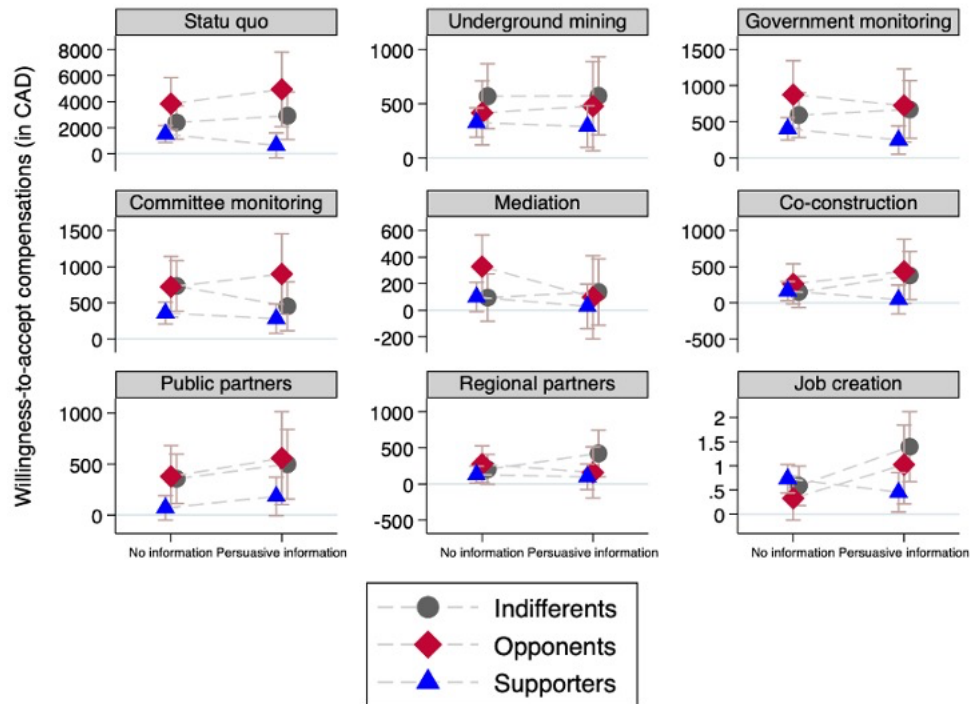 Willingness-to-accept compensations (in CAD)
Statu quo
8000
6000
4000
2000
0
Underground mining
1000
500
0
Government monitoring
1500
1000
500
0
Committee monitoring
1500
1000
500
0
Mediation
600
400
200
0
-200
Co-construction
1000
500
0
-500
Public partners
1000
500
0
No information Persuasive information
Regional partners
1000
500
0
-500
No information Persuasive information
Job creation
2
1.5
1
.5
0
No information Persuasive information
Indifferents
Opponents
Supporters